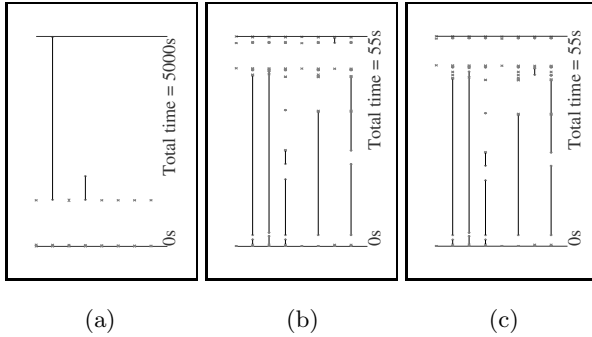 Total time = 5000s
0s
Total time = 55s
0s
Total time = 55s
0s
(a)
(b)
(c)